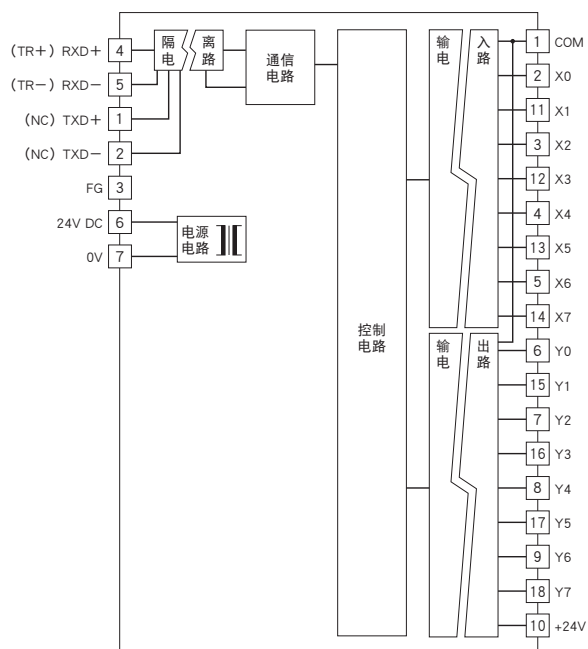 (TR+) RXD+ 4
(TR−) RXD− 5
(NC) TXD+ 1
(NC) TXD− 2
FG 3
24V DC 6
0V 7
隔离
电路
通信
电路
电源
电路
控制
电路
输入
电路
输出
电路
1 COM
2 X0
11 X1
3 X2
12 X3
4 X4
13 X5
5 X6
14 X7
6 Y0
15 Y1
7 Y2
16 Y3
8 Y4
17 Y5
9 Y6
18 Y7
10 +24V